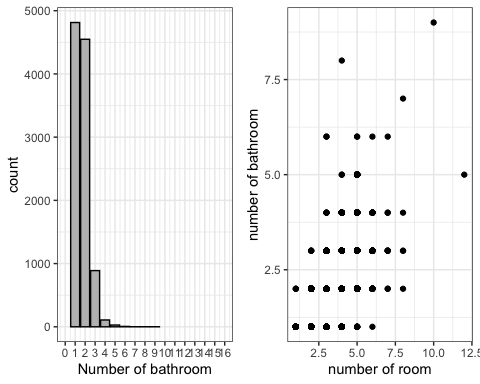 5000
4000
3000
2000
1000
0
count
0 1 2 3 4 5 6 7 8 9 10 11 12 13 14 15 16
Number of bathroom
7.5
5.0
2.5
number of bathroom
2.5 5.0 7.5 10.0 12.5
number of room